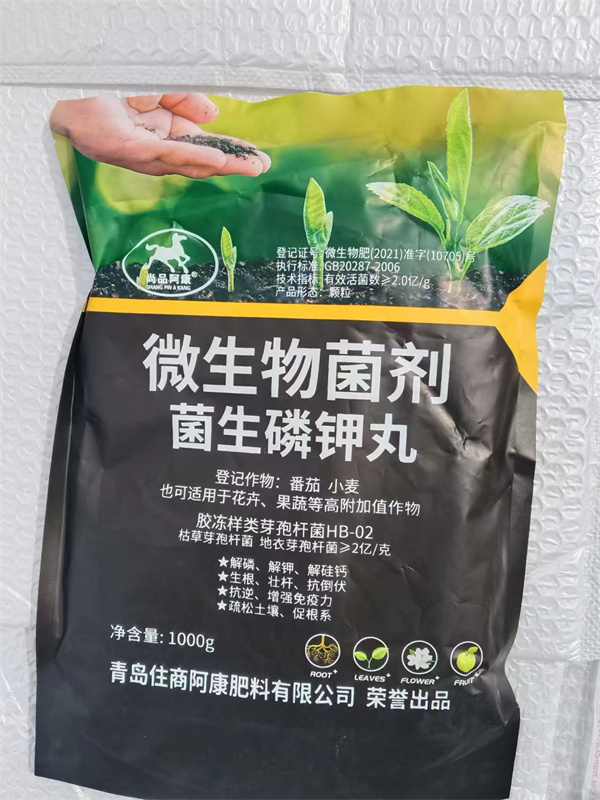 登记证号:微生物肥(2021)准字(10705)号
执行标准:GB20287-2006
技术指标:有效活菌数≥2.0亿/g
产品形态:颗粒
尚品阿康®
SHANG PIN A KANG
微生物菌剂
菌生磷钾丸
登记作物：番茄 小麦
也可适用于花卉、果蔬等高附加值作物
胶冻样类芽孢杆菌HB-02
枯草芽孢杆菌 地衣芽孢杆菌≥2亿/克
★解磷、解钾、解硅钙
★生根、壮杆、抗倒伏
★抗逆、增强免疫力
★疏松土壤、促根系
净含量: 1000g
ROOT+ LEAVES+ FLOWER+ FRUIT+
青岛住商阿康肥料有限公司 荣誉出品